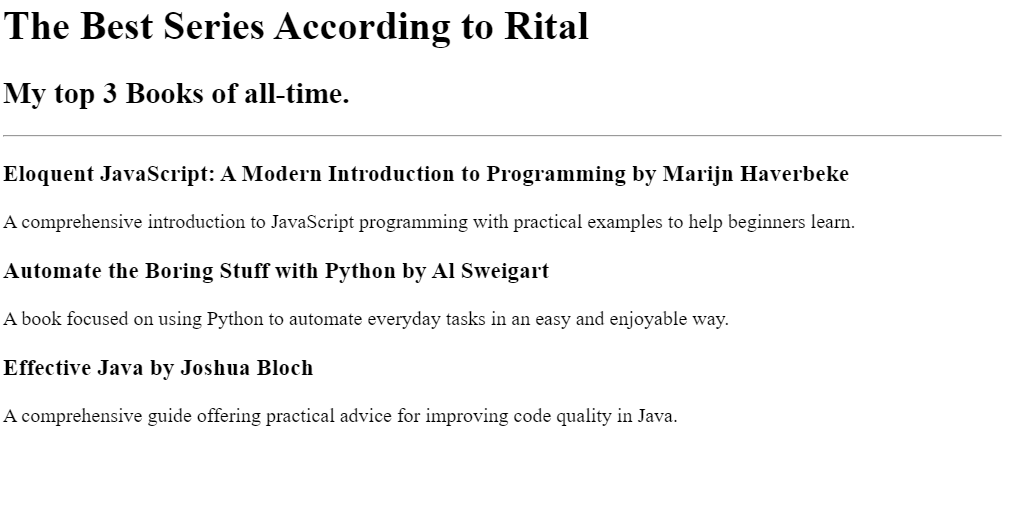 The Best Series According to Rital
My top 3 Books of all-time.
Eloquent JavaScript: A Modern Introduction to Programming by Marijn Haverbeke
A comprehensive introduction to JavaScript programming with practical examples to help beginners learn.
Automate the Boring Stuff with Python by Al Sweigart
A book focused on using Python to automate everyday tasks in an easy and enjoyable way.
Effective Java by Joshua Bloch
A comprehensive guide offering practical advice for improving code quality in Java.